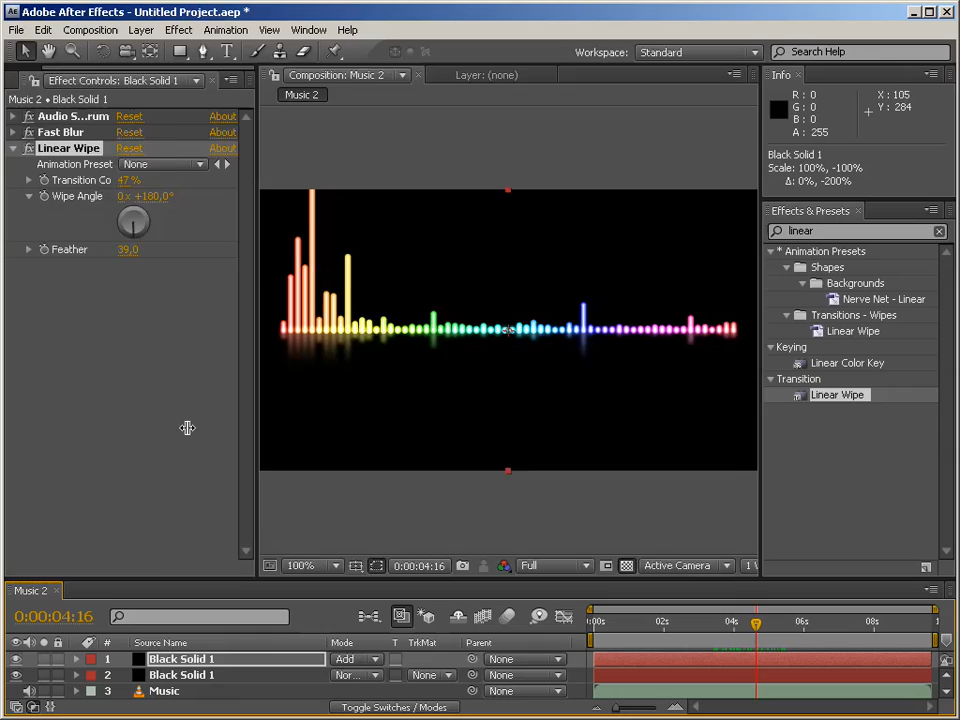 Adobe After Effects - Untitled Project.aep *
File Edit Composition Layer Effect Animation View Window Help
Workspace: Standard Search Help
Effect Controls: Black Solid 1
Composition: Music 2 Layer: (none)
Info
Music 2 • Black Solid 1
Music 2
R : 0
G : 0
B : 0
A : 255
X : 105
Y : 284
Audio S...rum Reset About
Fast Blur Reset About
Linear Wipe Reset About
Animation Preset None
Transition Co 47 %
Wipe Angle 0 x +180,0°
Feather 39,0
Black Solid 1
Scale: 100%, -100%
Δ: 0%, -200%
Effects & Presets
linear
* Animation Presets
Shapes
Backgrounds
Nerve Net - Linear
Transitions - Wipes
Linear Wipe
Keying
Linear Color Key
Transition
Linear Wipe
100% 0:00:04:16 Full Active Camera 1 V
Music 2
0:00:04:16
:00s 02s 04s 06s 08s 1
# Source Name Mode T TrkMat Parent
1 Black Solid 1 Add None
2 Black Solid 1 Nor... None None
3 Music None
Toggle Switches / Modes